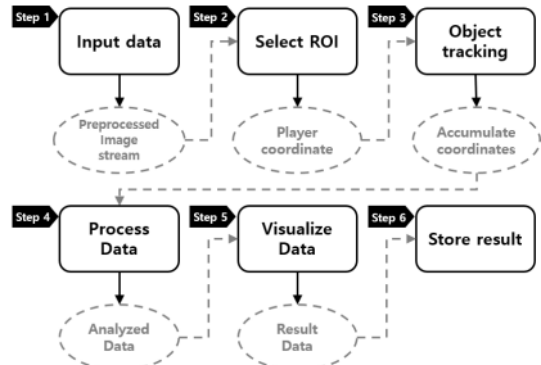 Step 1
Input data
Preprocessed
Image
stream
Step 2
Select ROI
Player
coordinate
Step 3
Object
tracking
Accumulate
coordinates
Step 4
Process
Data
Analyzed
Data
Step 5
Visualize
Data
Result
Data
Step 6
Store result